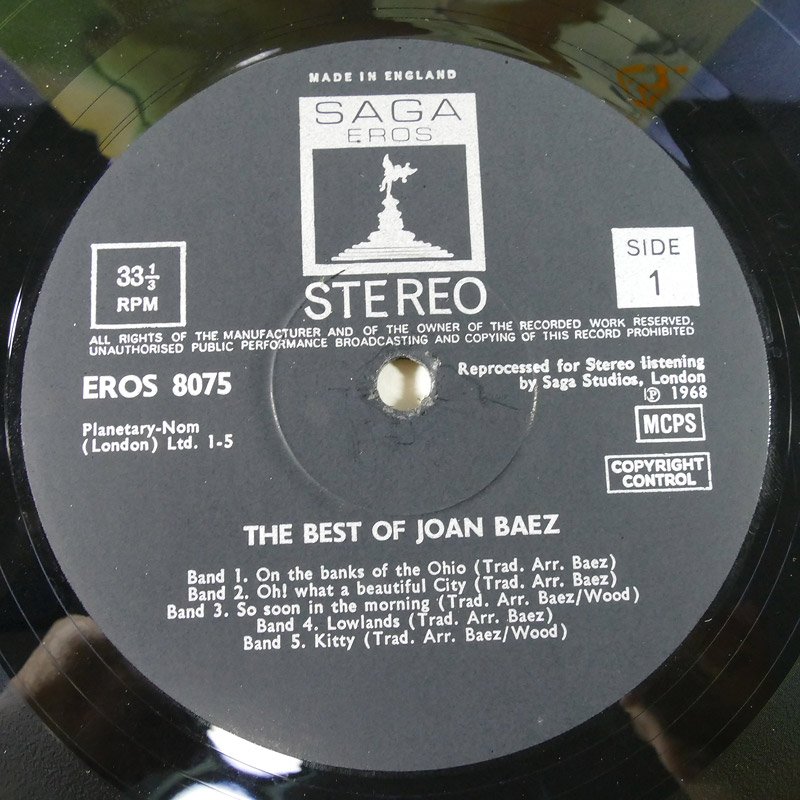 MADE IN ENGLAND
SAGA
EROS
33⅓
RPM
SIDE
1
STEREO
ALL RIGHTS OF THE MANUFACTURER AND OF THE OWNER OF THE RECORDED WORK RESERVED,
UNAUTHORISED PUBLIC PERFORMANCE BROADCASTING AND COPYING OF THIS RECORD PROHIBITED
EROS 8075
Planetary-Nom
(London) Ltd. 1-5
Reprocessed for Stereo listening
by Saga Studios, London
℗ 1968
MCPS
COPYRIGHT
CONTROL
THE BEST OF JOAN BAEZ
Band 1. On the banks of the Ohio (Trad. Arr. Baez)
Band 2. Oh! what a beautiful City (Trad. Arr. Baez)
Band 3. So soon in the morning (Trad. Arr. Baez/Wood)
Band 4. Lowlands (Trad. Arr. Baez)
Band 5. Kitty (Trad. Arr. Baez/Wood)